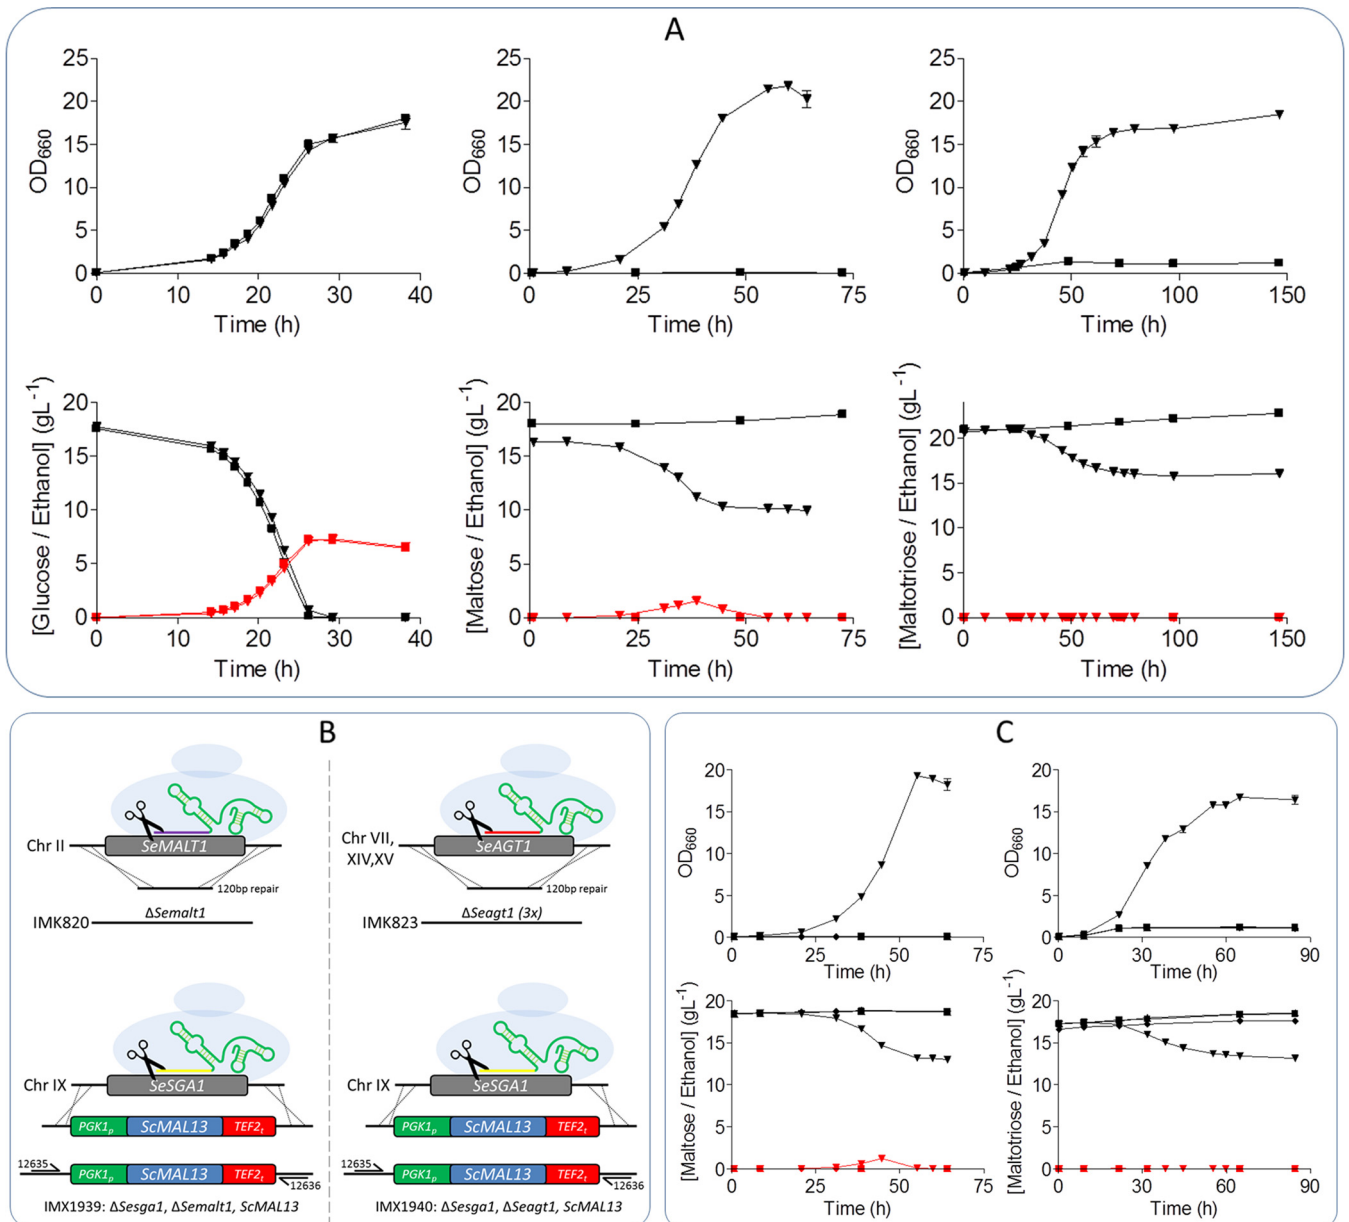 A
25
20
15
10
5
0
OD660
0 10 20 30 40
Time (h)
25
20
15
10
5
0
OD660
0 25 50 75
Time (h)
25
20
15
10
5
0
OD660
0 50 100 150
Time (h)
20
15
10
5
0
[Glucose / Ethanol] (gL-1)
0 10 20 30 40
Time (h)
20
15
10
5
0
[Maltose / Ethanol] (gL-1)
0 25 50 75
Time (h)
20
15
10
5
0
[Maltotriose / Ethanol] (gL-1)
0 50 100 150
Time (h)
B
Chr II
SeMALT1
120bp repair
ΔSemalt1
IMK820
Chr VII,
XIV,XV
SeAGT1
120bp repair
ΔSeagt1 (3x)
IMK823
Chr IX
SeSGA1
PGK1p ScMAL13 TEF2t
12635
PGK1p ScMAL13 TEF2t
12636
IMX1939: ΔSesga1, ΔSemalt1, ScMAL13
Chr IX
SeSGA1
PGK1p ScMAL13 TEF2t
12635
PGK1p ScMAL13 TEF2t
12636
IMX1940: ΔSesga1, ΔSeagt1, ScMAL13
C
20
15
10
5
0
OD660
0 25 50 75
Time (h)
20
15
10
5
0
OD660
0 30 60 90
Time (h)
20
15
10
5
0
[Maltose / Ethanol] (gL-1)
0 25 50 75
Time (h)
20
15
10
5
0
[Maltotriose / Ethanol] (gL-1)
0 30 60 90
Time (h)